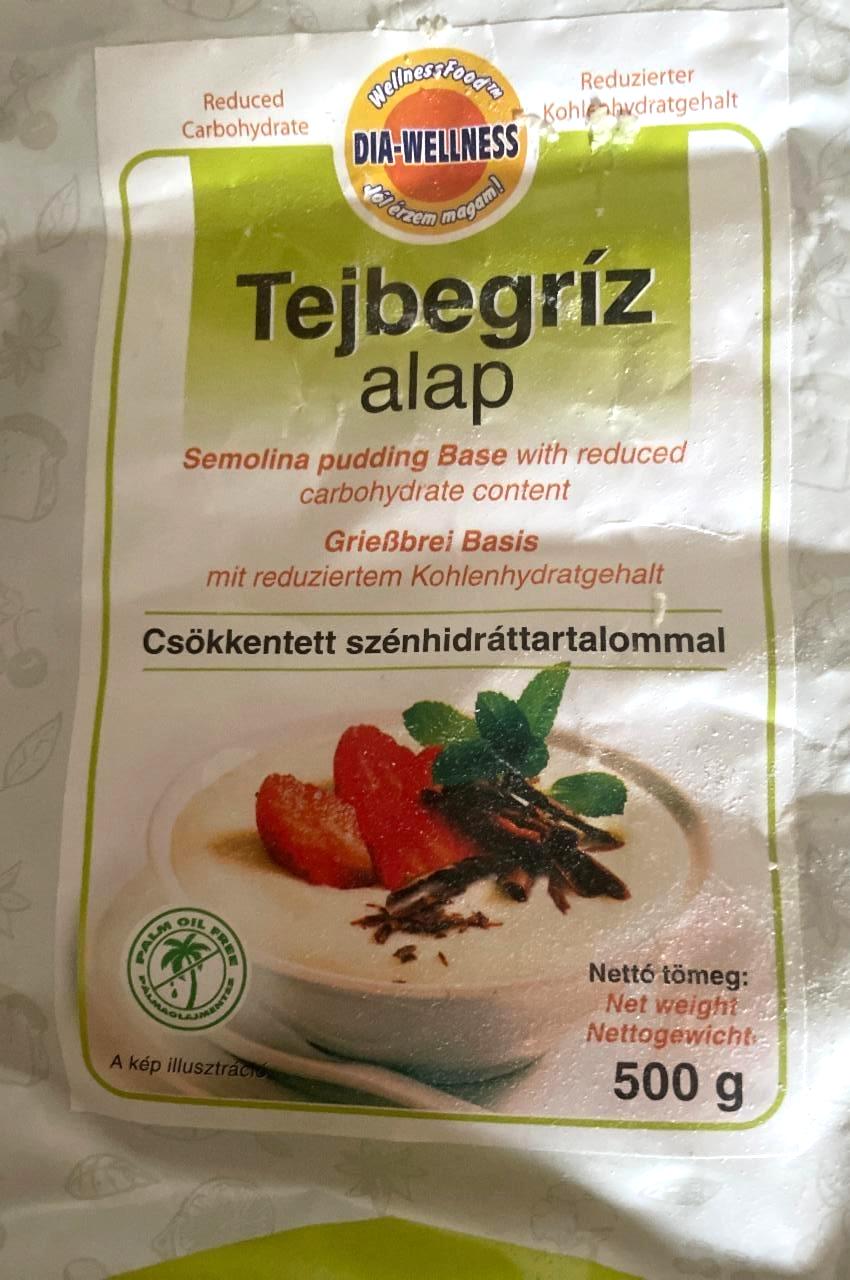 Reduced
Carbohydrate
WellnessFood™
DIA-WELLNESS
Jól érzem magam!
Reduzierter
Kohlenhydratgehalt
Tejbegríz
alap
Semolina pudding Base with reduced
carbohydrate content
Grießbrei Basis
mit reduziertem Kohlenhydratgehalt
Csökkentett szénhidráttartalommal
PALM OIL FREE
PÁLMAOLAJMENTES
A kép illusztráció.
Nettó tömeg:
Net weight
Nettogewicht:
500 g